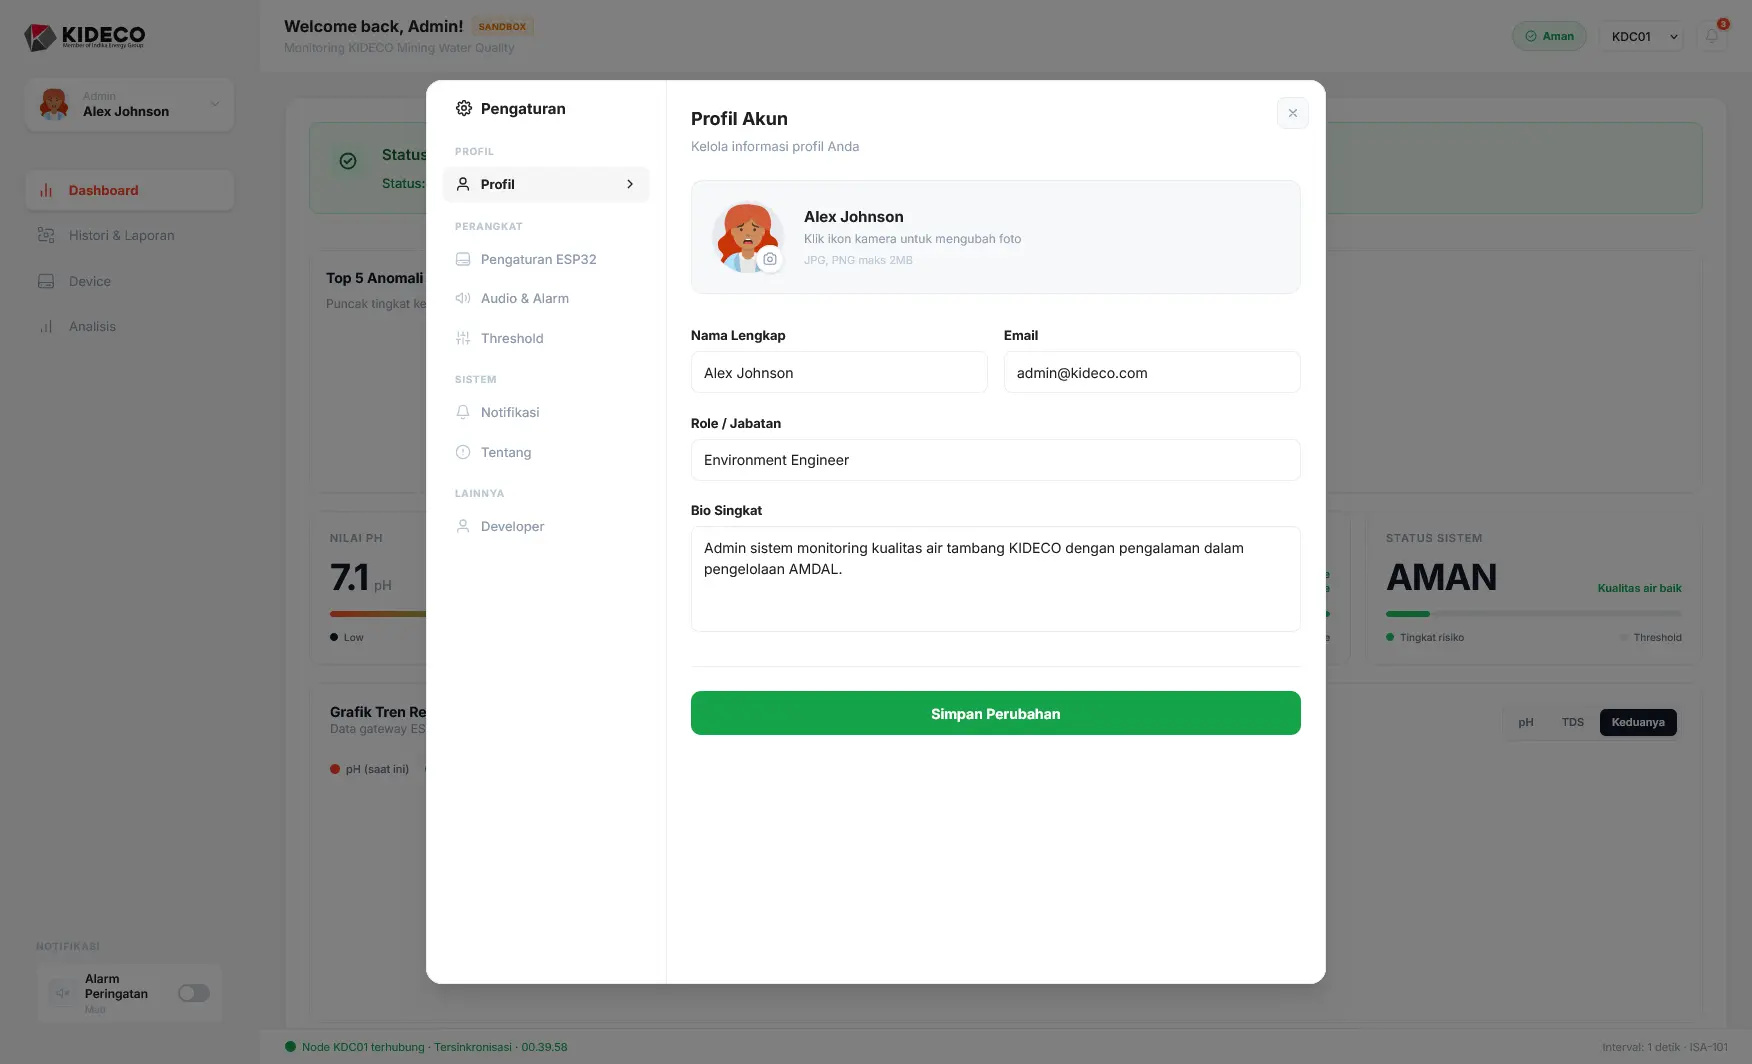 KIDECO
Member of Indika Energy Group
Welcome back, Admin!
SANDBOX
Monitoring KIDECO Mining Water Quality
Aman
KDC01
3
Admin
Alex Johnson
Dashboard
Histori & Laporan
Device
Analisis
Status
Status:
Top 5 Anomali
Puncak tingkat ke
NILAI PH
7.1 pH
Low
STATUS SISTEM
AMAN
Kualitas air baik
Tingkat risiko
Threshold
Grafik Tren Re
Data gateway ES
pH (saat ini)
pH
TDS
Keduanya
Pengaturan
PROFIL
Profil
PERANGKAT
Pengaturan ESP32
Audio & Alarm
Threshold
SISTEM
Notifikasi
Tentang
LAINNYA
Developer
Profil Akun
Kelola informasi profil Anda
Alex Johnson
Klik ikon kamera untuk mengubah foto
JPG, PNG maks 2MB
Nama Lengkap
Alex Johnson
Email
admin@kideco.com
Role / Jabatan
Environment Engineer
Bio Singkat
Admin sistem monitoring kualitas air tambang KIDECO dengan pengalaman dalam
pengelolaan AMDAL.
Simpan Perubahan
NOTIFIKASI
Alarm
Peringatan
Node KDC01 terhubung · Tersinkronisasi · 00.39.58
Interval: 1 detik · ISA-101